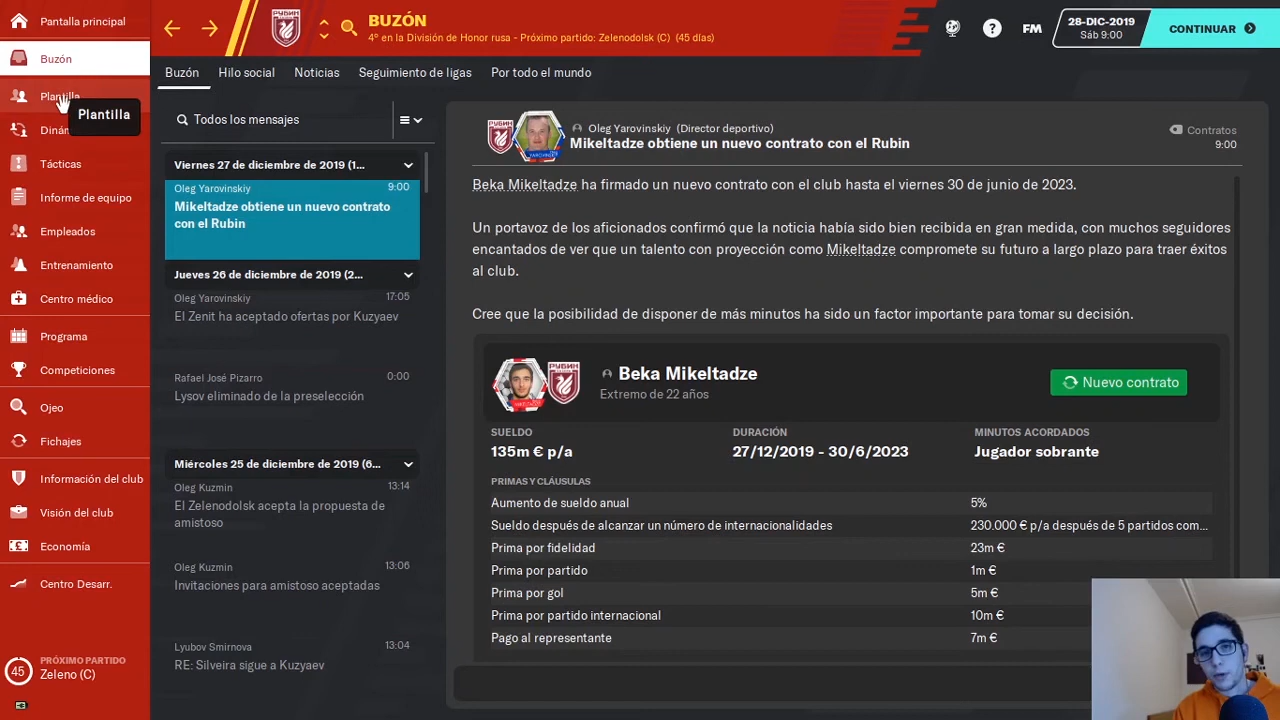 Pantalla principal
Buzón
Plantilla
Plantilla
Tácticas
Informe de equipo
Empleados
Entrenamiento
Centro médico
Programa
Competiciones
Ojeo
Fichajes
Información del club
Visión del club
Economía
Centro Desarr.
45
PRÓXIMO PARTIDO
Zeleno (C)
BUZÓN
4º en la División de Honor rusa - Próximo partido: Zelenodolsk (C) (45 días)
FM
28-DIC-2019
Sáb 9:00
CONTINUAR
Buzón Hilo social Noticias Seguimiento de ligas Por todo el mundo
Todos los mensajes
Viernes 27 de diciembre de 2019 (1...
Oleg Yarovinskiy 9:00
Mikeltadze obtiene un nuevo contrato
con el Rubin
Jueves 26 de diciembre de 2019 (2...
Oleg Yarovinskiy 17:05
El Zenit ha aceptado ofertas por Kuzyaev
Rafael José Pizarro 0:00
Lysov eliminado de la preselección
Miércoles 25 de diciembre de 2019 (6...
Oleg Kuzmin 13:14
El Zelenodolsk acepta la propuesta de
amistoso
Oleg Kuzmin 13:06
Invitaciones para amistoso aceptadas
Lyubov Smirnova 13:04
RE: Silveira sigue a Kuzyaev
Oleg Yarovinskiy (Director deportivo)
Mikeltadze obtiene un nuevo contrato con el Rubin
Contratos
9:00
Beka Mikeltadze ha firmado un nuevo contrato con el club hasta el viernes 30 de junio de 2023.
Un portavoz de los aficionados confirmó que la noticia había sido bien recibida en gran medida, con muchos seguidores
encantados de ver que un talento con proyección como Mikeltadze compromete su futuro a largo plazo para traer éxitos
al club.
Cree que la posibilidad de disponer de más minutos ha sido un factor importante para tomar su decisión.
Beka Mikeltadze
Extremo de 22 años
Nuevo contrato
SUELDO DURACIÓN MINUTOS ACORDADOS
135m € p/a 27/12/2019 - 30/6/2023 Jugador sobrante
PRIMAS Y CLÁUSULAS
Aumento de sueldo anual 5%
Sueldo después de alcanzar un número de internacionalidades 230.000 € p/a después de 5 partidos com...
Prima por fidelidad 23m €
Prima por partido 1m €
Prima por gol 5m €
Prima por partido internacional 10m €
Pago al representante 7m €